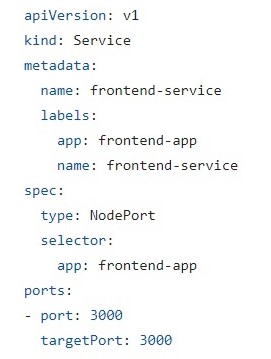 apiVersion: v1
kind: Service
metadata:
  name: frontend-service
  labels:
    app: frontend-app
    name: frontend-service
spec:
  type: NodePort
  selector:
    app: frontend-app
ports:
- port: 3000
  targetPort: 3000